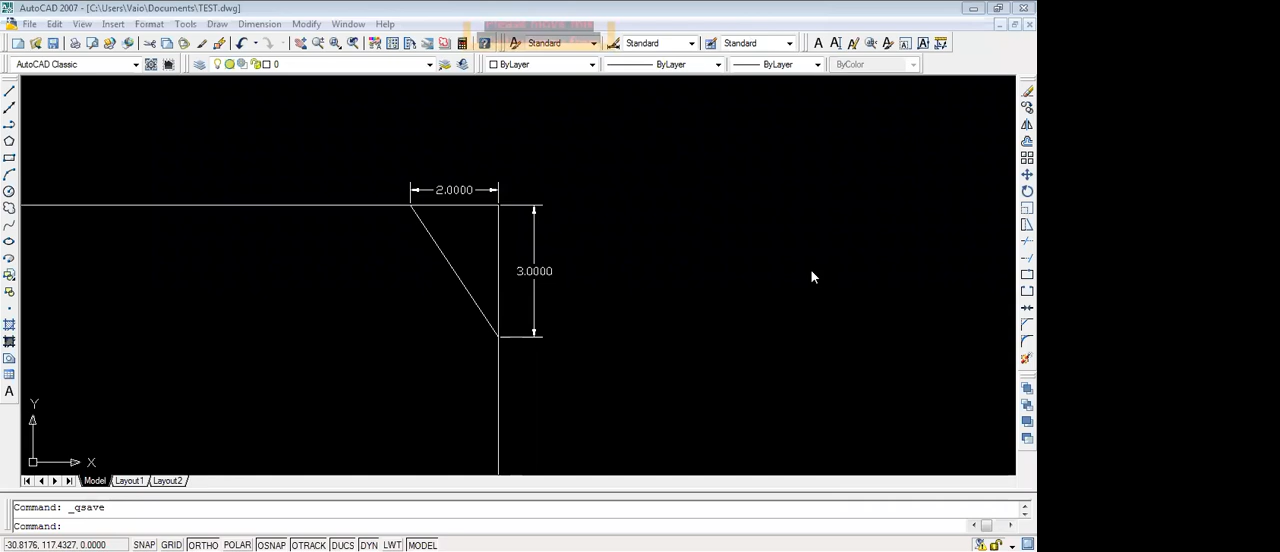 AutoCAD 2007 - [C:\Users\Vaio\Documents\TEST.dwg]
File Edit View Insert Format Tools Draw Dimension Modify Window Help
Standard Standard Standard
AutoCAD Classic 0 ByLayer ByLayer ByLayer ByColor
2.0000
3.0000
A
Y
X
Model Layout1 Layout2
Command: _qsave
Command:
-30.8176, 117.4327, 0.0000 SNAP GRID ORTHO POLAR OSNAP OTRACK DUCS DYN LWT MODEL